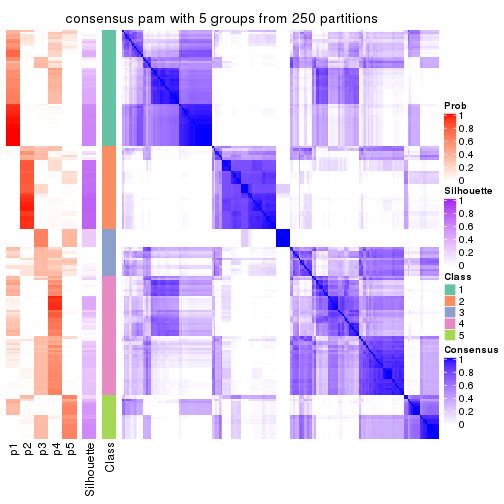 consensus pam with 5 groups from 250 partitions
Prob
1
0.8
0.6
0.4
0.2
0
Silhouette
1
0.8
0.6
0.4
0.2
0
Class
1
2
3
4
5
Consensus
1
0.8
0.6
0.4
0.2
0
p1
p2
p3
p4
p5
Silhouette
Class